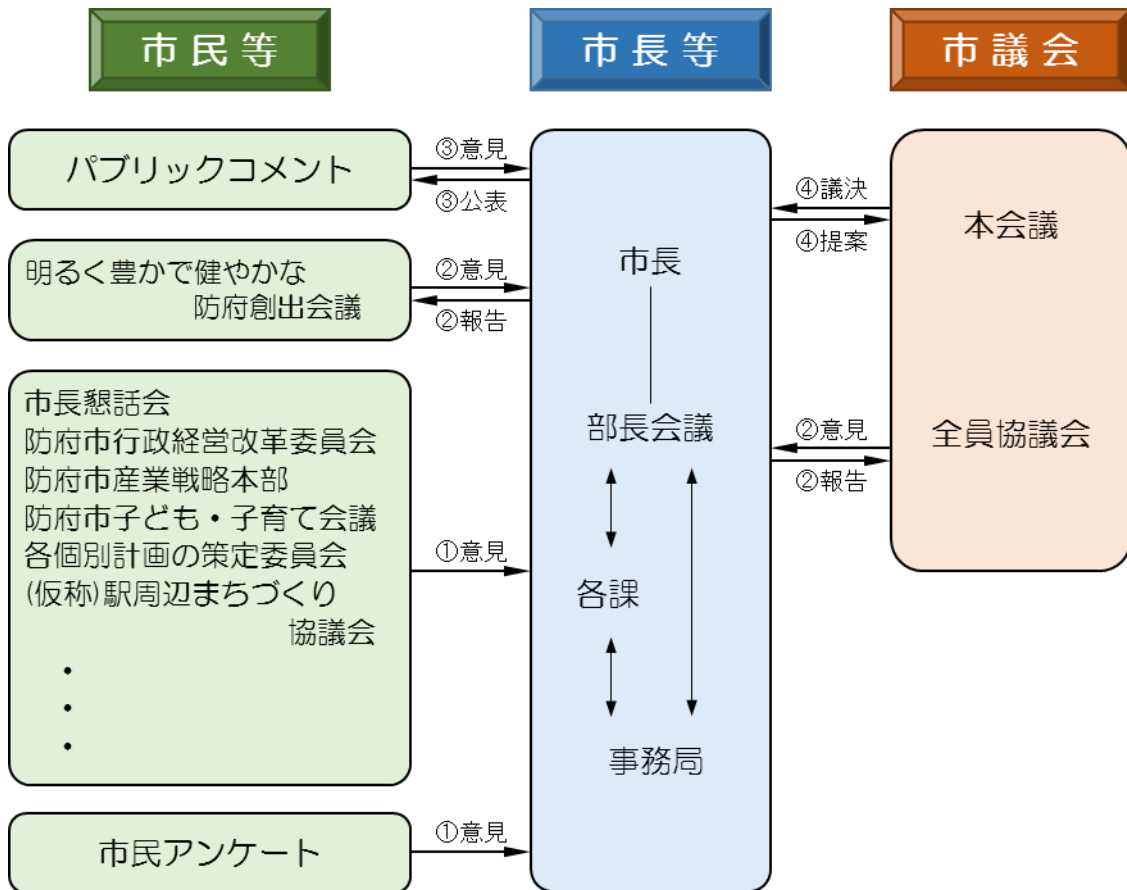 市民等
市長等
市議会
パブリックコメント
③意見
③公表
明るく豊かで健やかな
防府創出会議
②意見
②報告
市長懇話会
防府市行政経営改革委員会
防府市産業戦略本部
防府市子ども・子育て会議
各個別計画の策定委員会
(仮称)駅周辺まちづくり
協議会
・
・
・
①意見
市民アンケート
①意見
市長
部長会議
各課
事務局
④議決
④提案
本会議
②意見
②報告
全員協議会